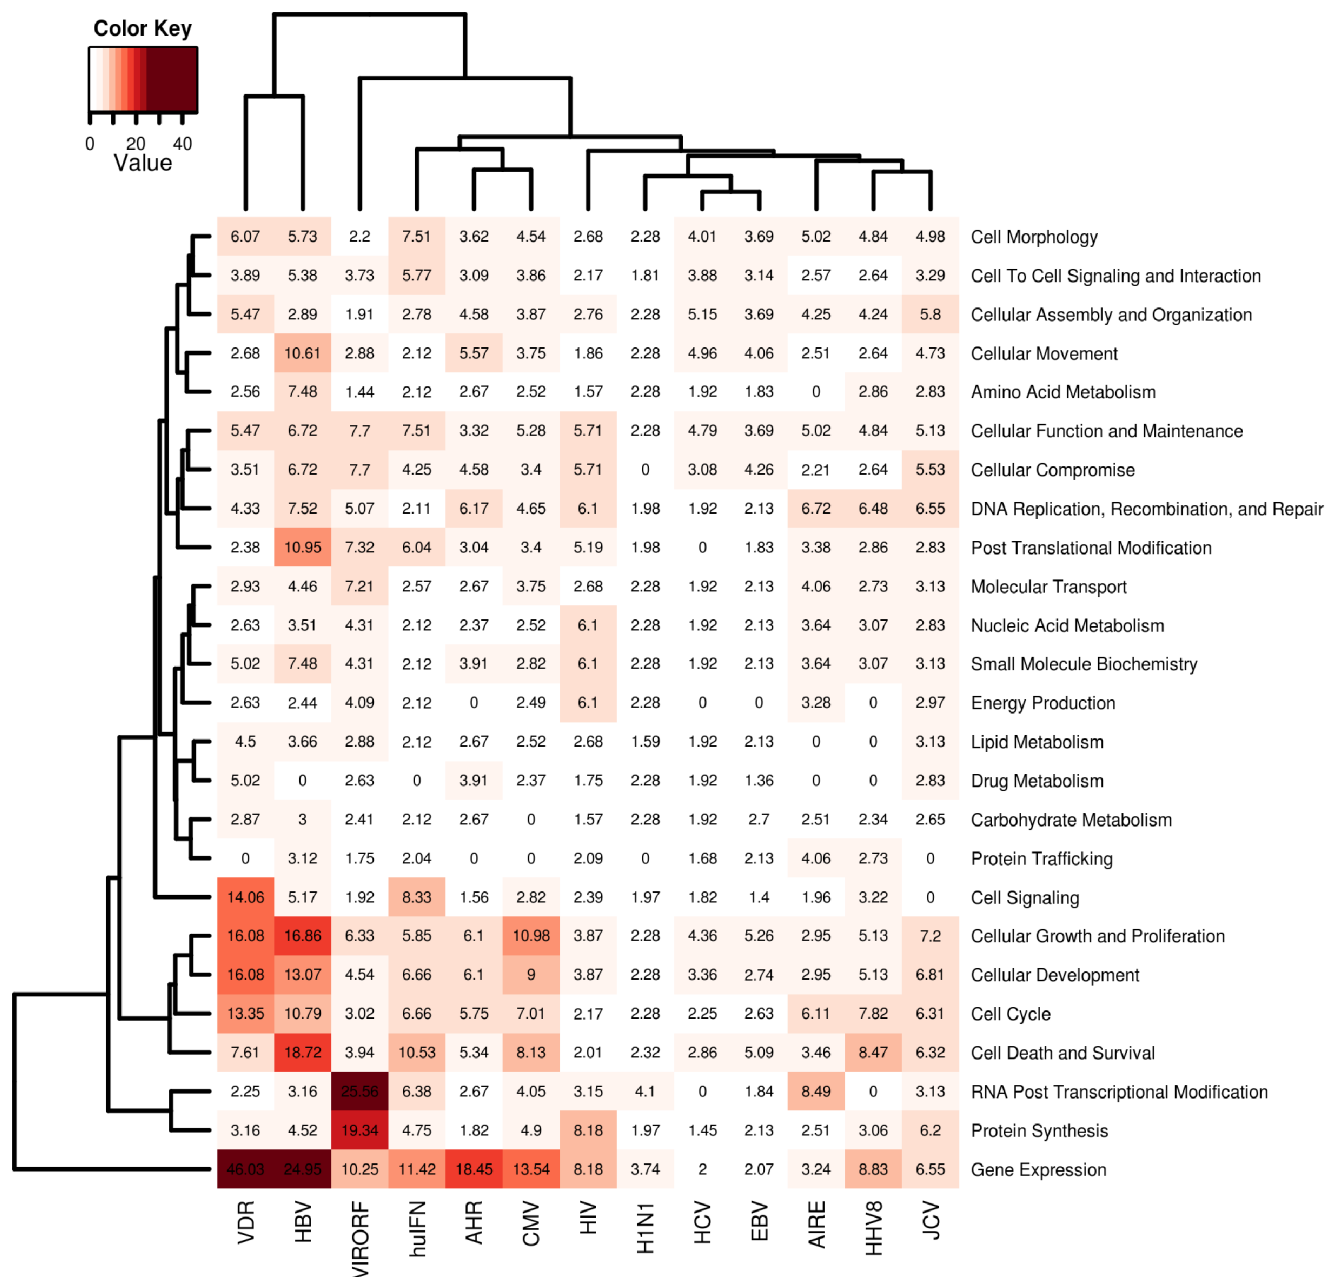 Color Key
0 20 40
Value
6.07 5.73 2.2 7.51 3.62 4.54 2.68 2.28 4.01 3.69 5.02 4.84 4.98 Cell Morphology
3.89 5.38 3.73 5.77 3.09 3.86 2.17 1.81 3.88 3.14 2.57 2.64 3.29 Cell To Cell Signaling and Interaction
5.47 2.89 1.91 2.78 4.58 3.87 2.76 2.28 5.15 3.69 4.25 4.24 5.8 Cellular Assembly and Organization
2.68 10.61 2.88 2.12 5.57 3.75 1.86 2.28 4.96 4.06 2.51 2.64 4.73 Cellular Movement
2.56 7.48 1.44 2.12 2.67 2.52 1.57 2.28 1.92 1.83 0 2.86 2.83 Amino Acid Metabolism
5.47 6.72 7.7 7.51 3.32 5.28 5.71 2.28 4.79 3.69 5.02 4.84 5.13 Cellular Function and Maintenance
3.51 6.72 7.7 4.25 4.58 3.4 5.71 0 3.08 4.26 2.21 2.64 5.53 Cellular Compromise
4.33 7.52 5.07 2.11 6.17 4.65 6.1 1.98 1.92 2.13 6.72 6.48 6.55 DNA Replication, Recombination, and Repair
2.38 10.95 7.32 6.04 3.04 3.4 5.19 1.98 0 1.83 3.38 2.86 2.83 Post Translational Modification
2.93 4.46 7.21 2.57 2.67 3.75 2.68 2.28 1.92 2.13 4.06 2.73 3.13 Molecular Transport
2.63 3.51 4.31 2.12 2.37 2.52 6.1 2.28 1.92 2.13 3.64 3.07 2.83 Nucleic Acid Metabolism
5.02 7.48 4.31 2.12 3.91 2.82 6.1 2.28 1.92 2.13 3.64 3.07 3.13 Small Molecule Biochemistry
2.63 2.44 4.09 2.12 0 2.49 6.1 2.28 0 0 3.28 0 2.97 Energy Production
4.5 3.66 2.88 2.12 2.67 2.52 2.68 1.59 1.92 2.13 0 0 3.13 Lipid Metabolism
5.02 0 2.63 0 3.91 2.37 1.75 2.28 1.92 1.36 0 0 2.83 Drug Metabolism
2.87 3 2.41 2.12 2.67 0 1.57 2.28 1.92 2.7 2.51 2.34 2.65 Carbohydrate Metabolism
0 3.12 1.75 2.04 0 0 2.09 0 1.68 2.13 4.06 2.73 0 Protein Trafficking
14.06 5.17 1.92 8.33 1.56 2.82 2.39 1.97 1.82 1.4 1.96 3.22 0 Cell Signaling
16.08 16.86 6.33 5.85 6.1 10.98 3.87 2.28 4.36 5.26 2.95 5.13 7.2 Cellular Growth and Proliferation
16.08 13.07 4.54 6.66 6.1 9 3.87 2.28 3.36 2.74 2.95 5.13 6.81 Cellular Development
13.35 10.79 3.02 6.66 5.75 7.01 2.17 2.28 2.25 2.63 6.11 7.82 6.31 Cell Cycle
7.61 18.72 3.94 10.53 5.34 8.13 2.01 2.32 2.86 5.09 3.46 8.47 6.32 Cell Death and Survival
2.25 3.16 25.56 6.38 2.67 4.05 3.15 4.1 0 1.84 8.49 0 3.13 RNA Post Transcriptional Modification
3.16 4.52 19.34 4.75 1.82 4.9 8.18 1.97 1.45 2.13 2.51 3.06 6.2 Protein Synthesis
46.03 24.95 10.25 11.42 18.45 13.54 8.18 3.74 2 2.07 3.24 8.83 6.55 Gene Expression
VDR HBV VIRORF huIFN AHR CMV HIV H1N1 HCV EBV AIRE HHV8 JCV